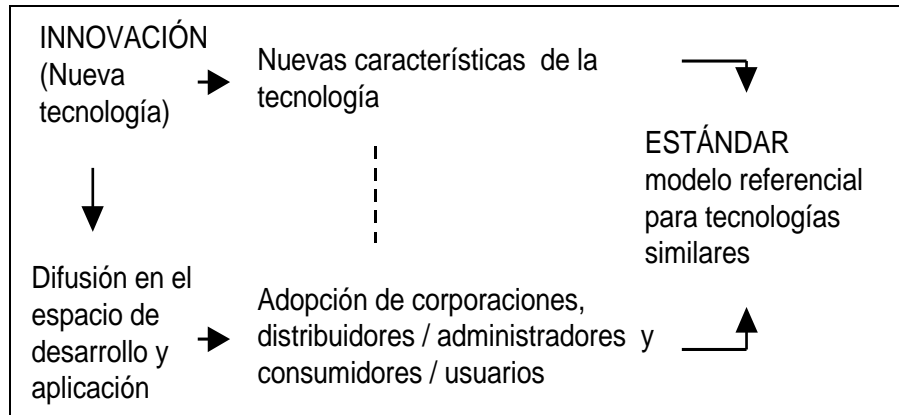 INNOVACIÓN
(Nueva
tecnología)
Nuevas características de la
tecnología
ESTÁNDAR
modelo referencial
para tecnologías
similares
Difusión en el
espacio de
desarrollo y
aplicación
Adopción de corporaciones,
distribuidores / administradores y
consumidores / usuarios